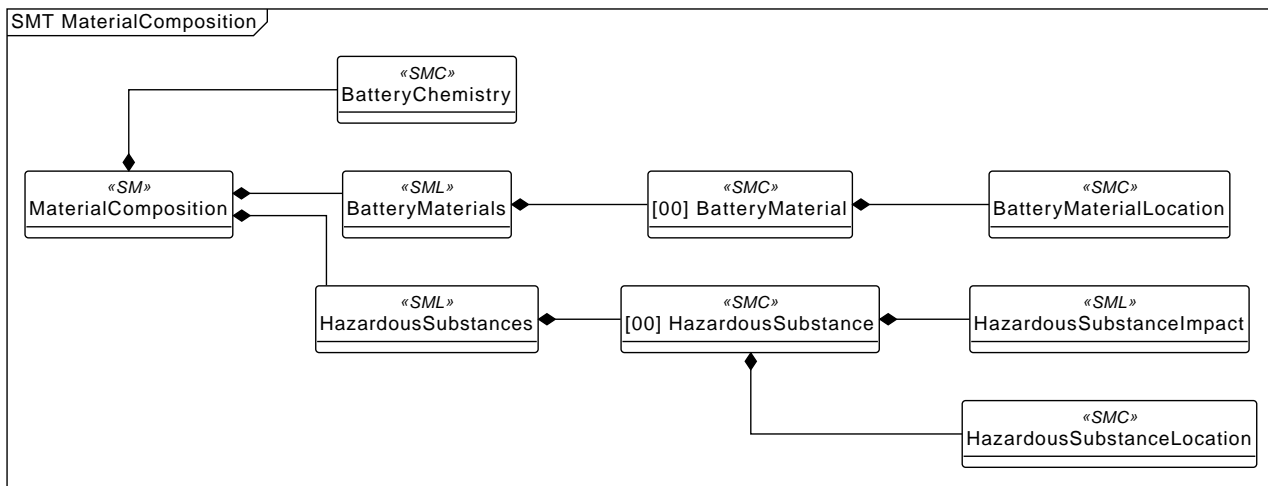 SMT MaterialComposition
«SMC»
BatteryChemistry
«SM»
MaterialComposition
«SML»
BatteryMaterials
«SMC»
[00] BatteryMaterial
«SMC»
BatteryMaterialLocation
«SML»
HazardousSubstances
«SMC»
[00] HazardousSubstance
«SML»
HazardousSubstanceImpact
«SMC»
HazardousSubstanceLocation